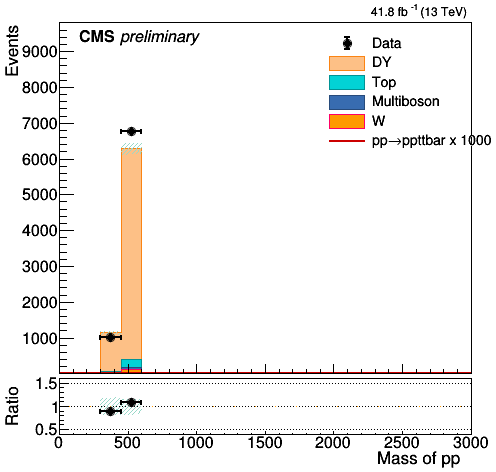 41.8 fb⁻¹ (13 TeV)
CMS preliminary
Events
9000
8000
7000
6000
5000
4000
3000
2000
1000
Data
DY
Top
Multiboson
W
pp→ppttbar x 1000
Ratio
1.5
1
0.5
0 500 1000 1500 2000 2500 3000
Mass of pp